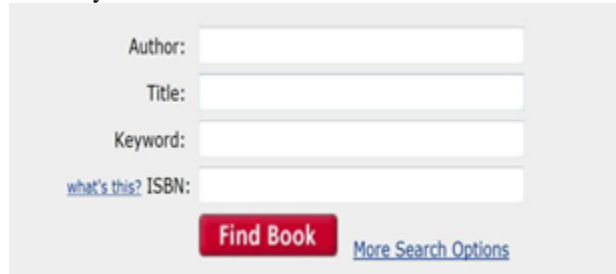 Author:
Title:
Keyword:
what's this? ISBN:
Find Book More Search Options